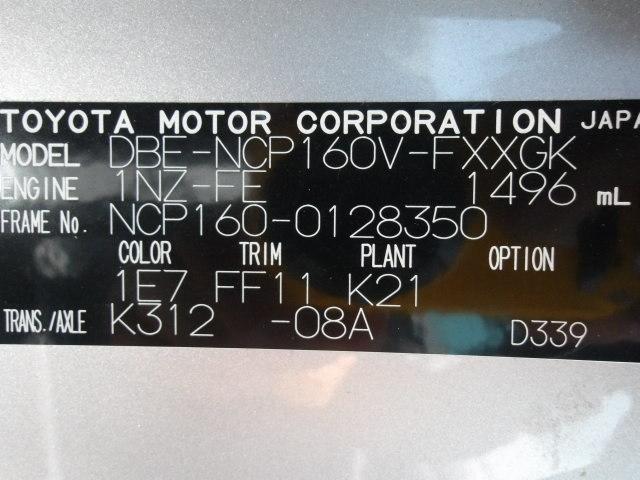 TOYOTA MOTOR CORPORATION JAPA
MODEL DBE-NCP160V-FXXGK
ENGINE 1NZ-FE 1496 mL
FRAME No. NCP160-0128350
COLOR TRIM PLANT OPTION
1E7 FF11 K21
TRANS./AXLE K312 -08A D339